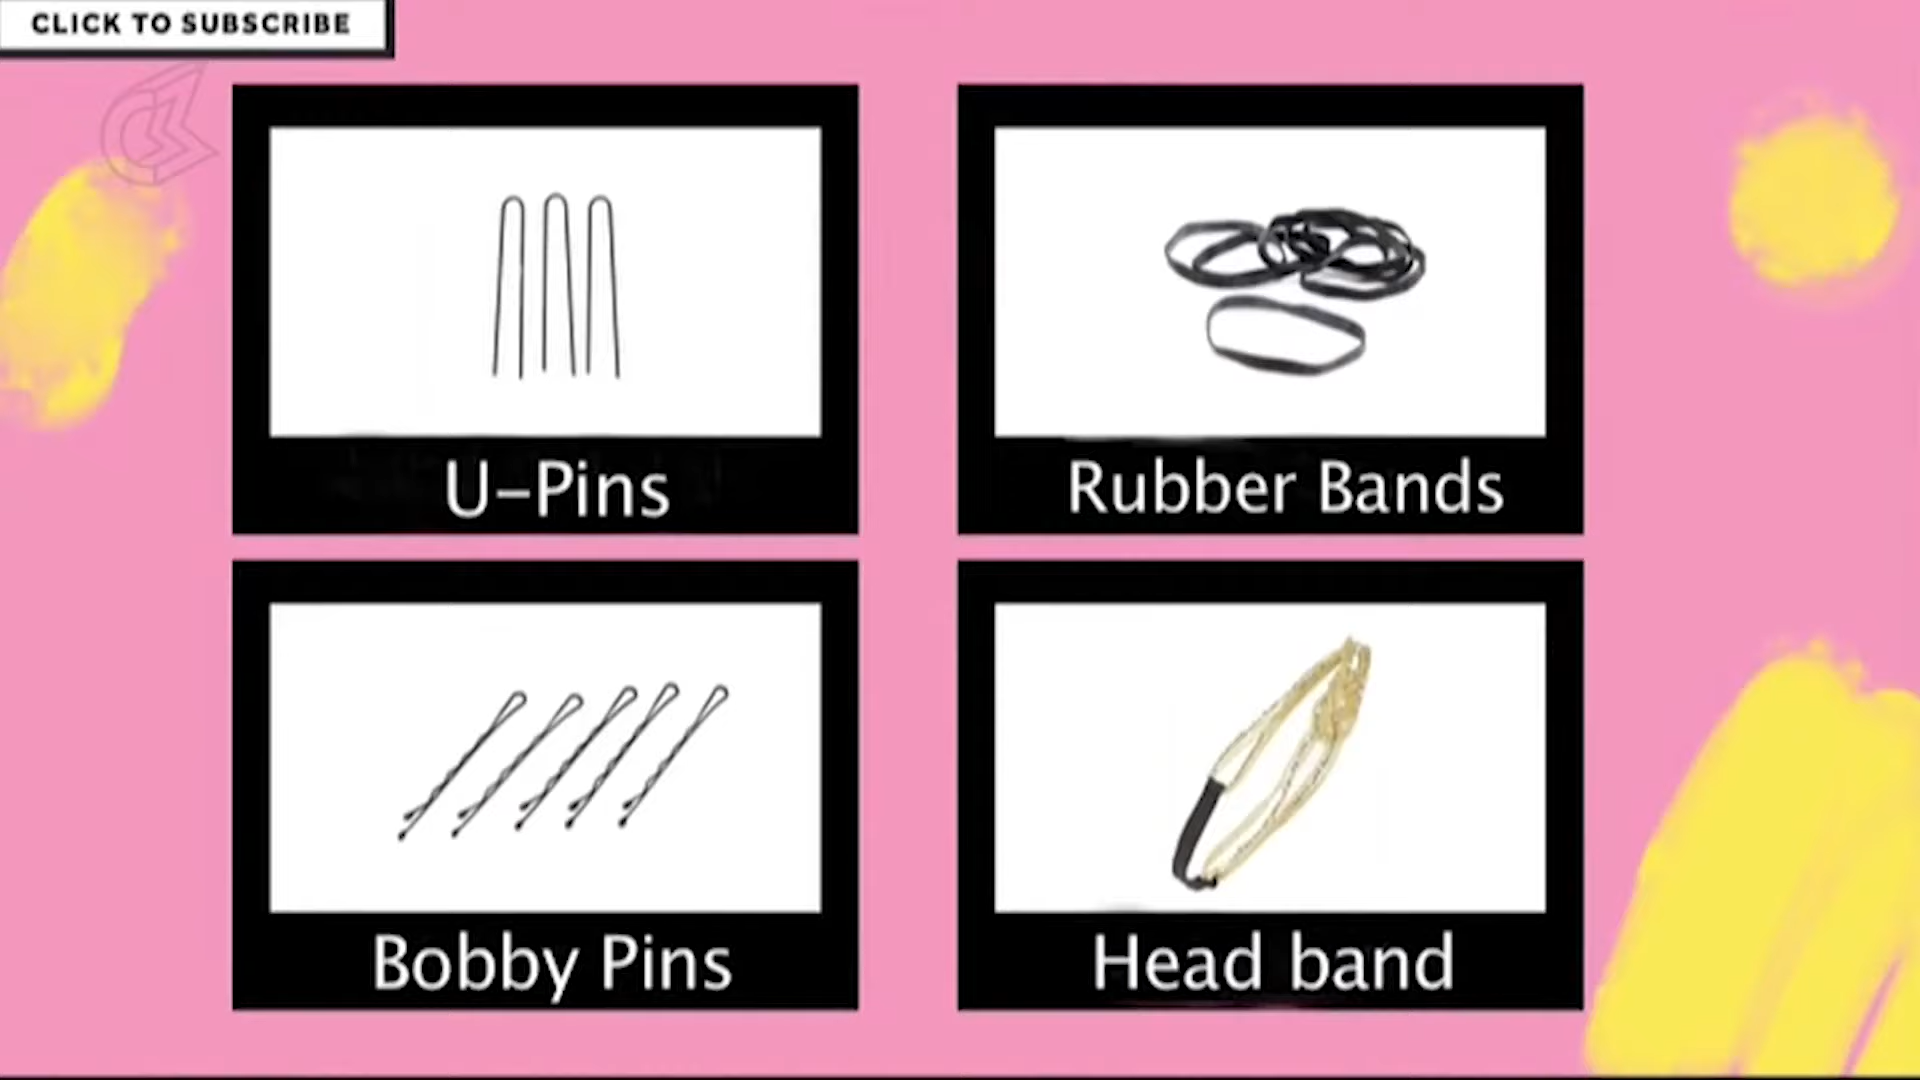 CLICK TO SUBSCRIBE
U-Pins
Rubber Bands
Bobby Pins
Head band